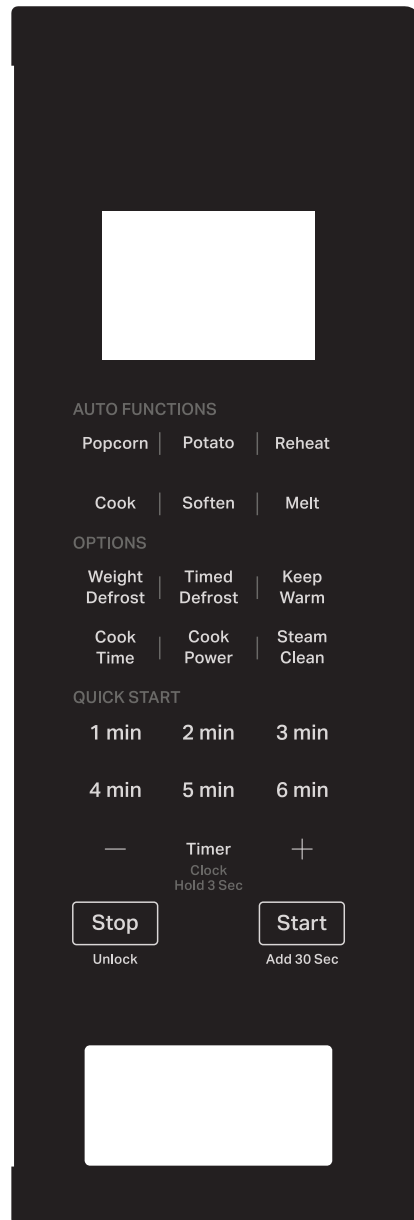 AUTO FUNCTIONS
Popcorn Potato Reheat
Cook Soften Melt
OPTIONS
Weight Timed Keep
Defrost Defrost Warm
Cook Cook Steam
Time Power Clean
QUICK START
1 min 2 min 3 min
4 min 5 min 6 min
— Timer +
Clock
Hold 3 Sec
Stop Start
Unlock Add 30 Sec